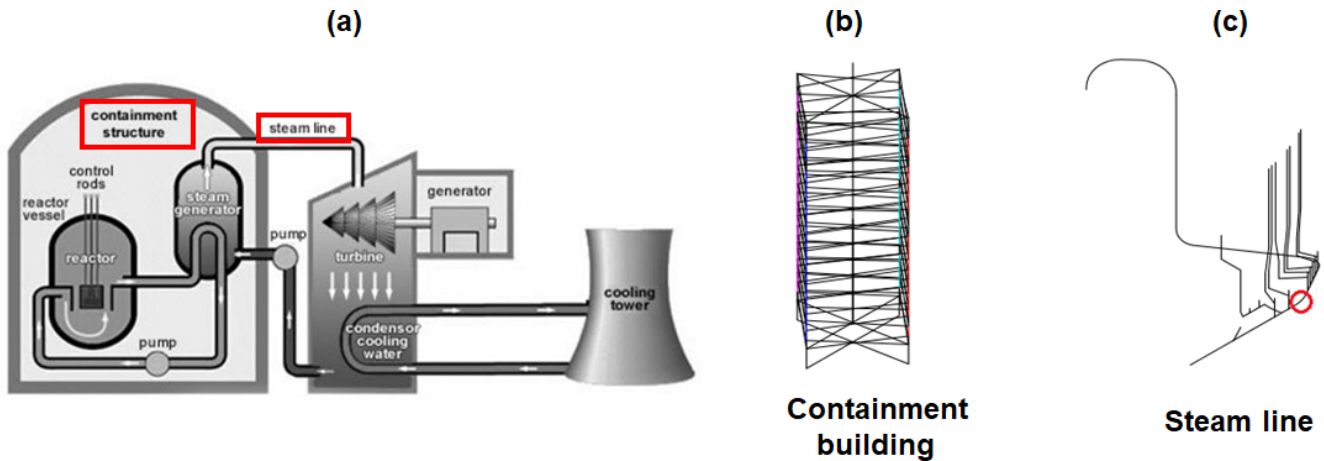 (a)
(b)
(c)
containment
structure
steam line
control
rods
reactor
vessel
steam
generator
generator
pump
reactor
turbine
cooling
tower
condensor
cooling
water
pump
Containment
building
Steam line